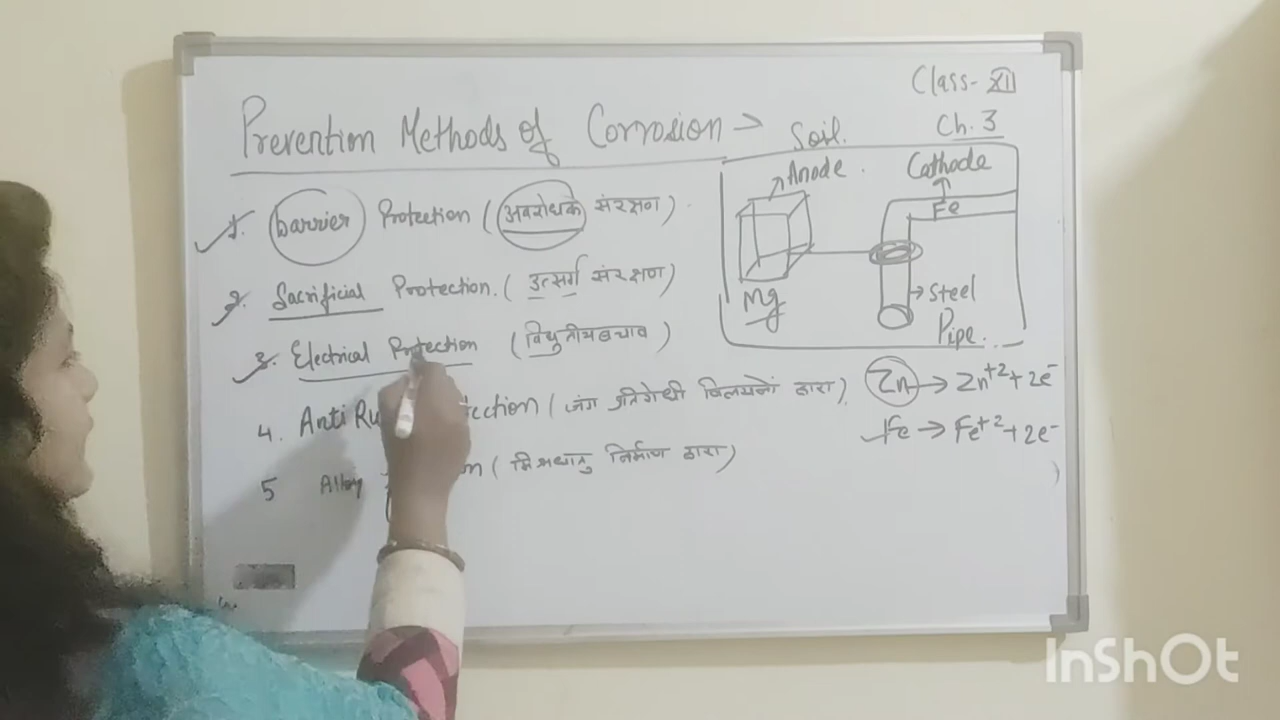 Class- XII
Ch. 3
Prevention Methods of Corrosion →
1. barrier Protection (अवरोधक संरक्षण)
2. Sacrificial Protection. (उत्सर्ग संरक्षण)
3. Electrical Protection (विधुतीय बचाव)
4. Anti (जंग प्रतिरोधी विलयनों द्वारा)
5 Alloy (मिश्रधातु निर्माण द्वारा)
Soil.
Anode.
Cathode
Fe
Mg
→ Steel
Pipe..
Zn → Zn+2 + 2e-
Fe → Fe+2 + 2e-
InShOt